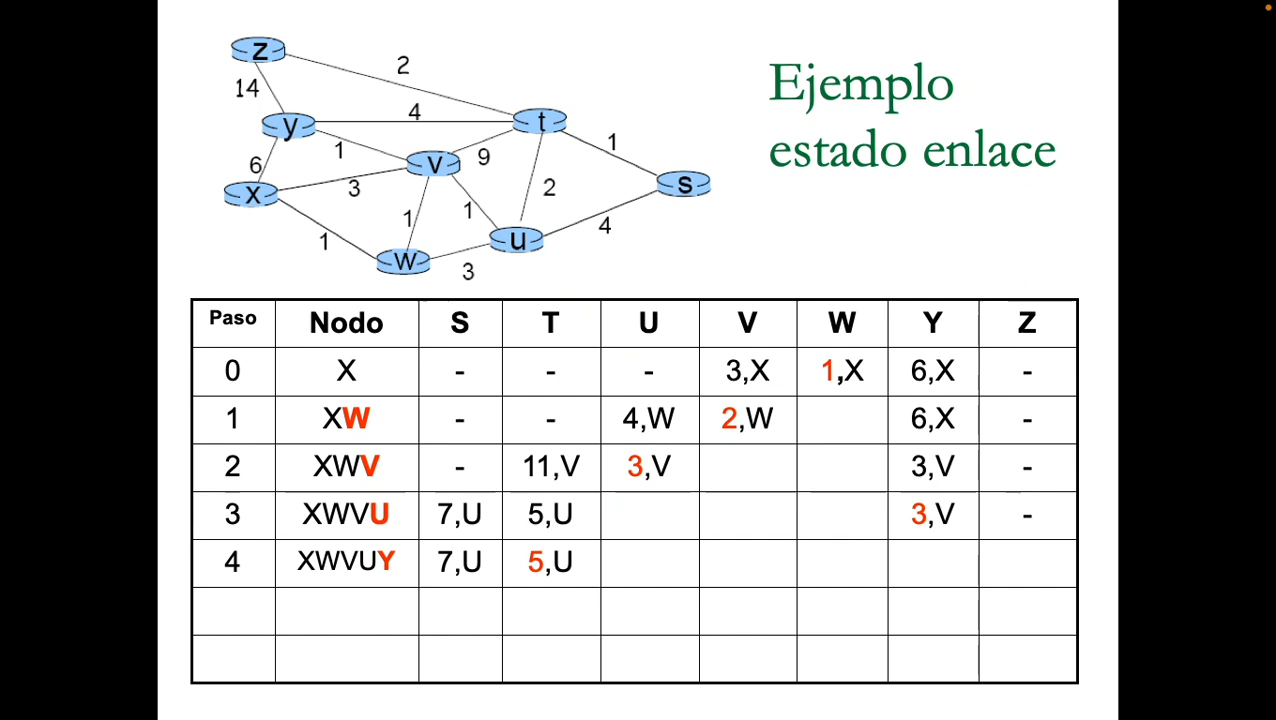 z
2
14
Ejemplo
estado enlace
4
y
t
1
1
v
9
6
x
3
2
s
1
1
4
1
u
w
3
Paso Nodo S T U V W Y Z
0 X - - - 3,X 1,X 6,X -
1 XW - - 4,W 2,W 6,X -
2 XWV - 11,V 3,V 3,V -
3 XWVU 7,U 5,U 3,V -
4 XWVUY 7,U 5,U